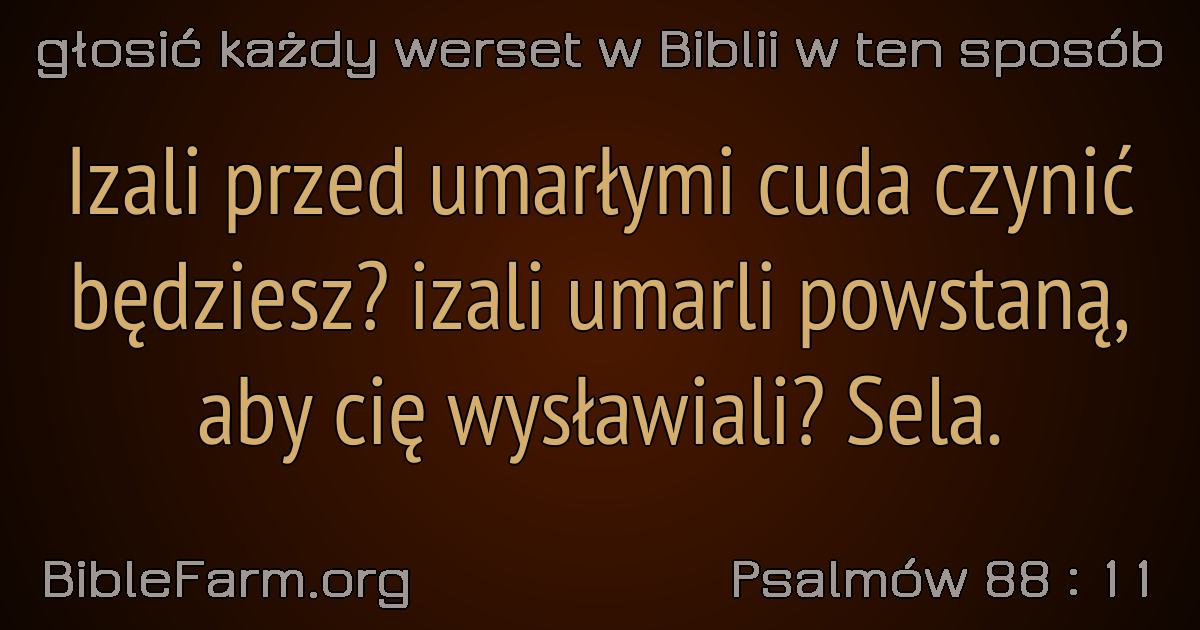 głosić każdy werset w Biblii w ten sposób
Izali przed umarłymi cuda czynić
będziesz? izali umarli powstaną,
aby cię wysławiali? Sela.
BibleFarm.org
Psalmów 88 : 11